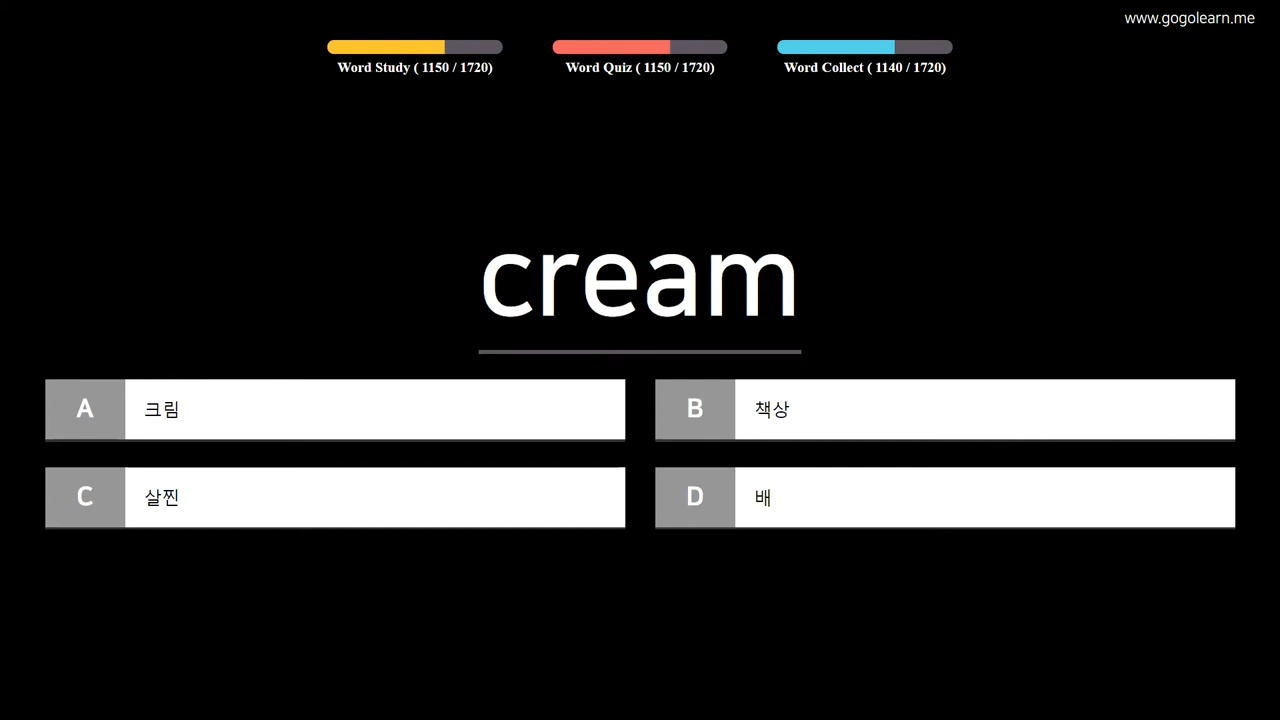 www.gogolearn.me
Word Study ( 1150 / 1720)
Word Quiz ( 1150 / 1720)
Word Collect ( 1140 / 1720)
cream
A 크림
B 책상
C 살찐
D 배